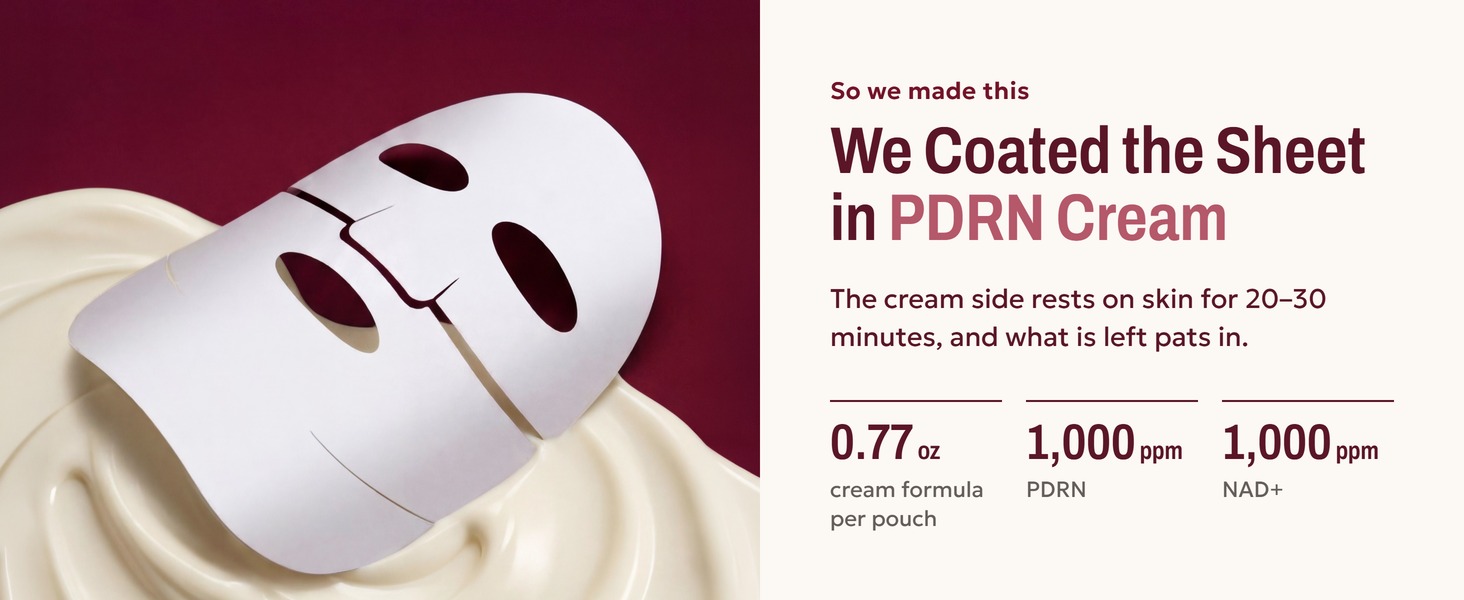 So we made this
We Coated the Sheet
in PDRN Cream
The cream side rests on skin for 20–30
minutes, and what is left pats in.
0.77 oz
cream formula
per pouch
1,000 ppm
PDRN
1,000 ppm
NAD+